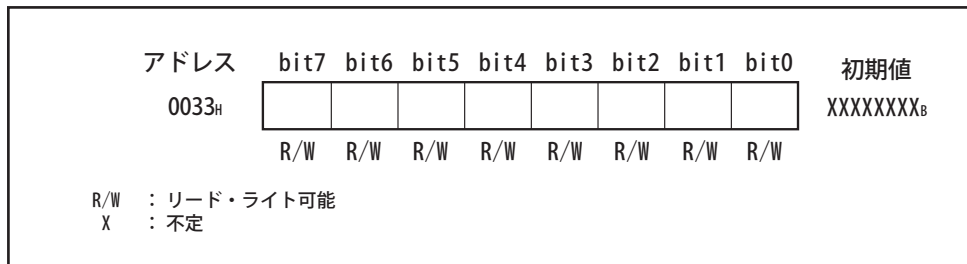 アドレス bit7 bit6 bit5 bit4 bit3 bit2 bit1 bit0 初期値
0033H XXXXXXXXB
R/W R/W R/W R/W R/W R/W R/W R/W
R/W : リード・ライト可能
X : 不定